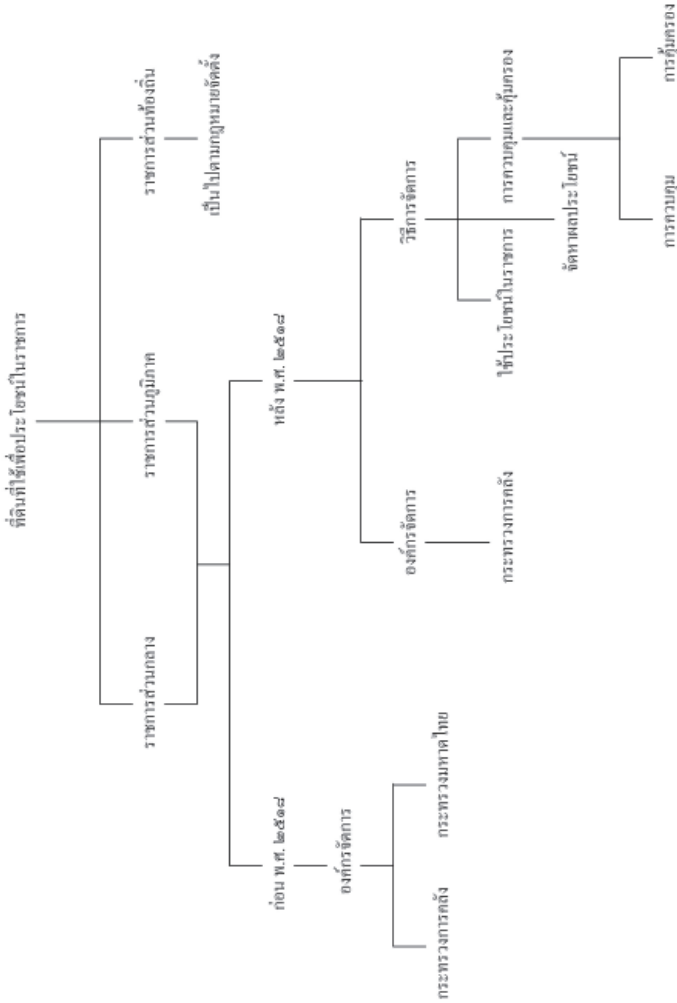 ที่ดินที่ใช้เพื่อประโยชน์ในราชการ
ราชการส่วนกลาง
ราชการส่วนภูมิภาค
ราชการส่วนท้องถิ่น
เป็นไปตามกฎหมายจัดตั้ง
ก่อน พ.ศ. ๒๕๑๘
หลัง พ.ศ. ๒๕๑๘
องค์กรจัดการ
องค์กรจัดการ
วิธีการจัดการ
กระทรวงการคลัง
กระทรวงมหาดไทย
กระทรวงการคลัง
ใช้ประโยชน์ในราชการ
การควบคุมและคุ้มครอง
จัดหาผลประโยชน์
การควบคุม
การคุ้มครอง